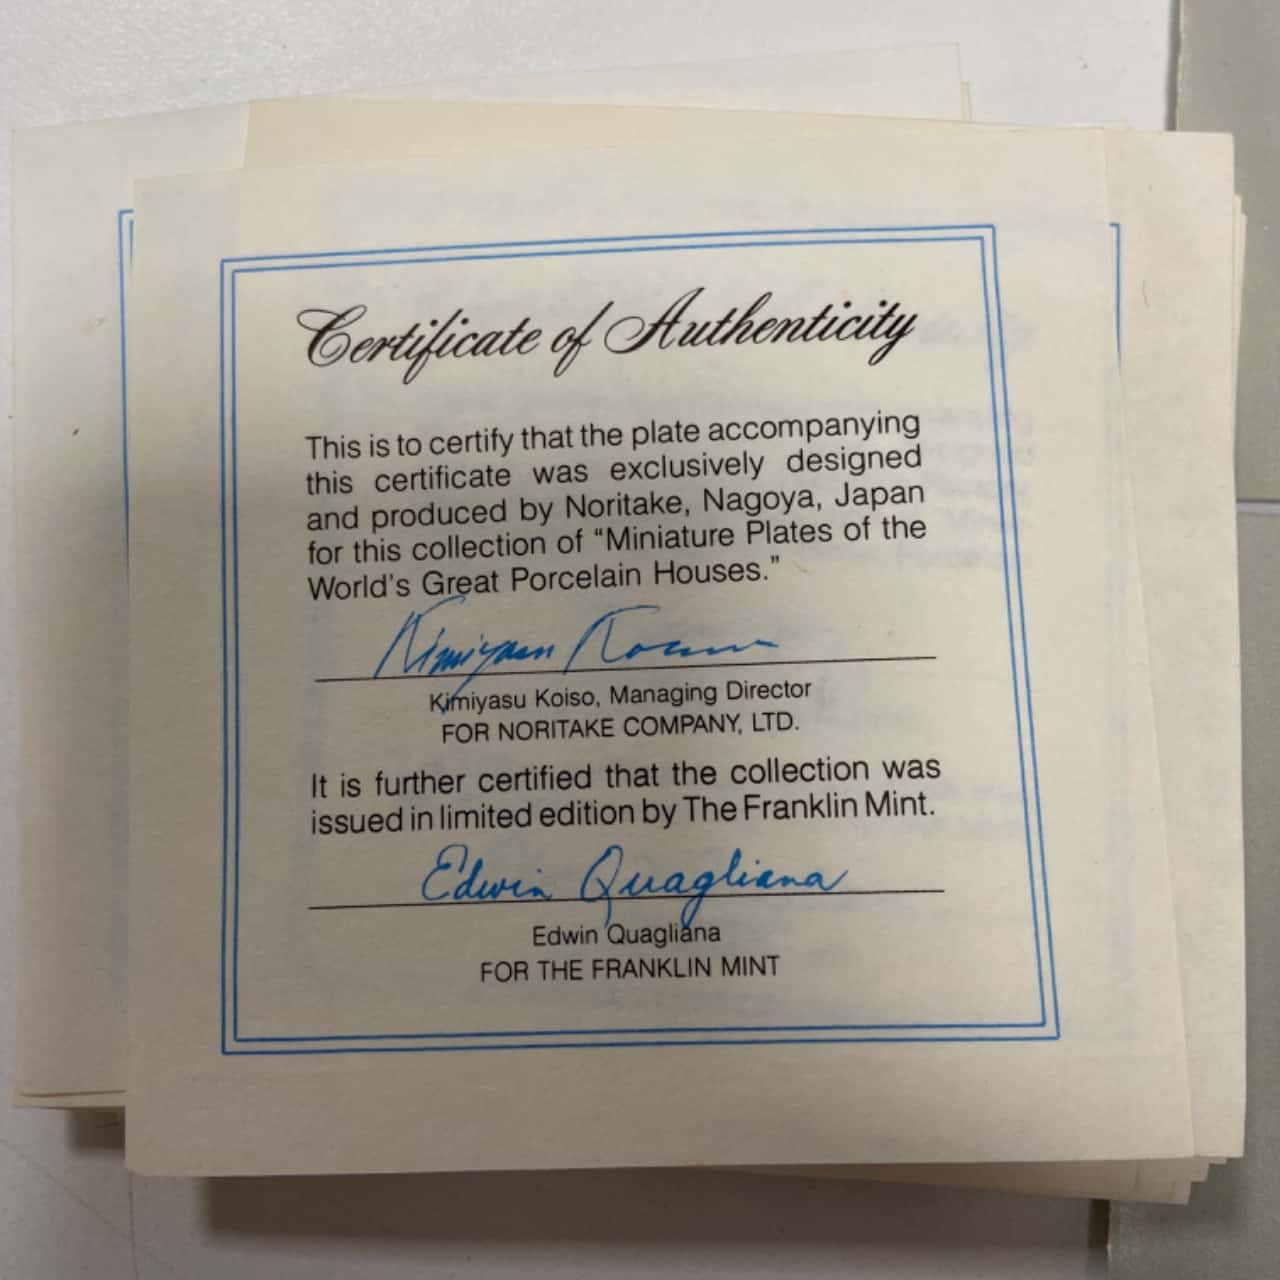 Certificate of Authenticity
This is to certify that the plate accompanying
this certificate was exclusively designed
and produced by Noritake, Nagoya, Japan
for this collection of “Miniature Plates of the
World's Great Porcelain Houses.”
Kimiyasu Koiso
Kimiyasu Koiso, Managing Director
FOR NORITAKE COMPANY, LTD.
It is further certified that the collection was
issued in limited edition by The Franklin Mint.
Edwin Quagliana
Edwin Quagliana
FOR THE FRANKLIN MINT